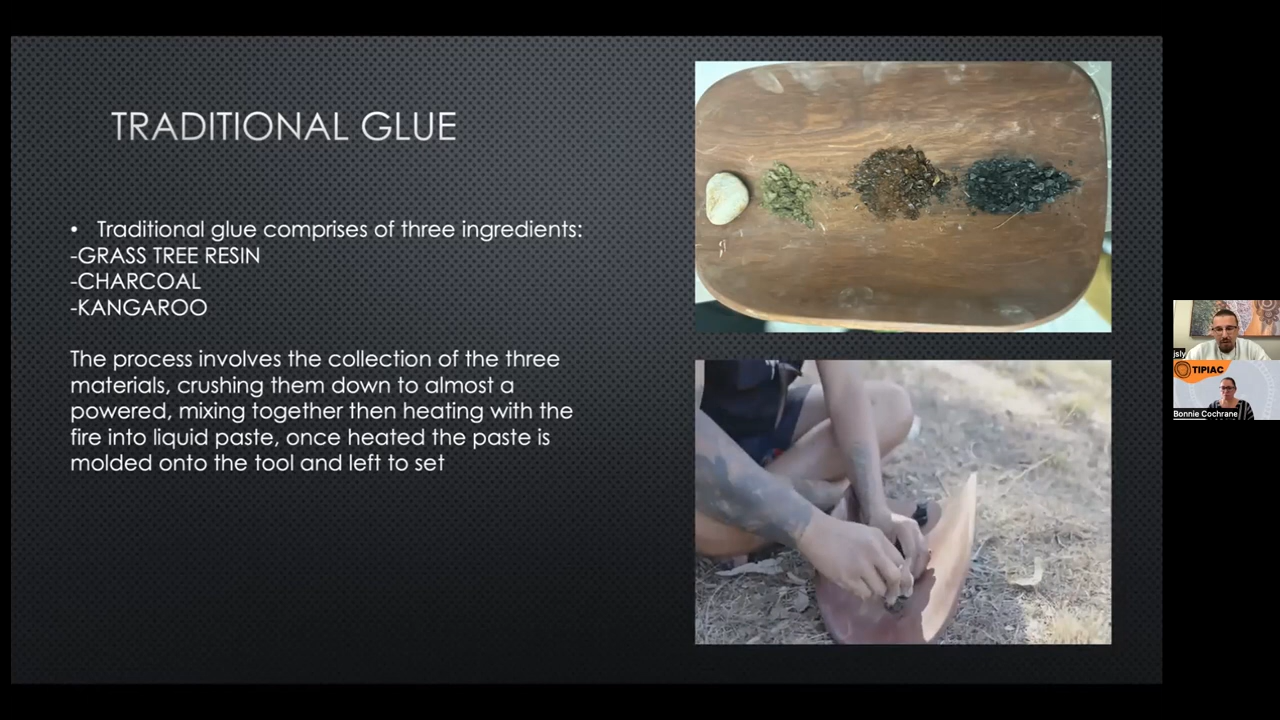 TRADITIONAL GLUE
• Traditional glue comprises of three ingredients:
-GRASS TREE RESIN
-CHARCOAL
-KANGAROO
The process involves the collection of the three
materials, crushing them down to almost a
powered, mixing together then heating with the
fire into liquid paste, once heated the paste is
molded onto the tool and left to set
jsly
TIPIAC
Bonnie Cochrane